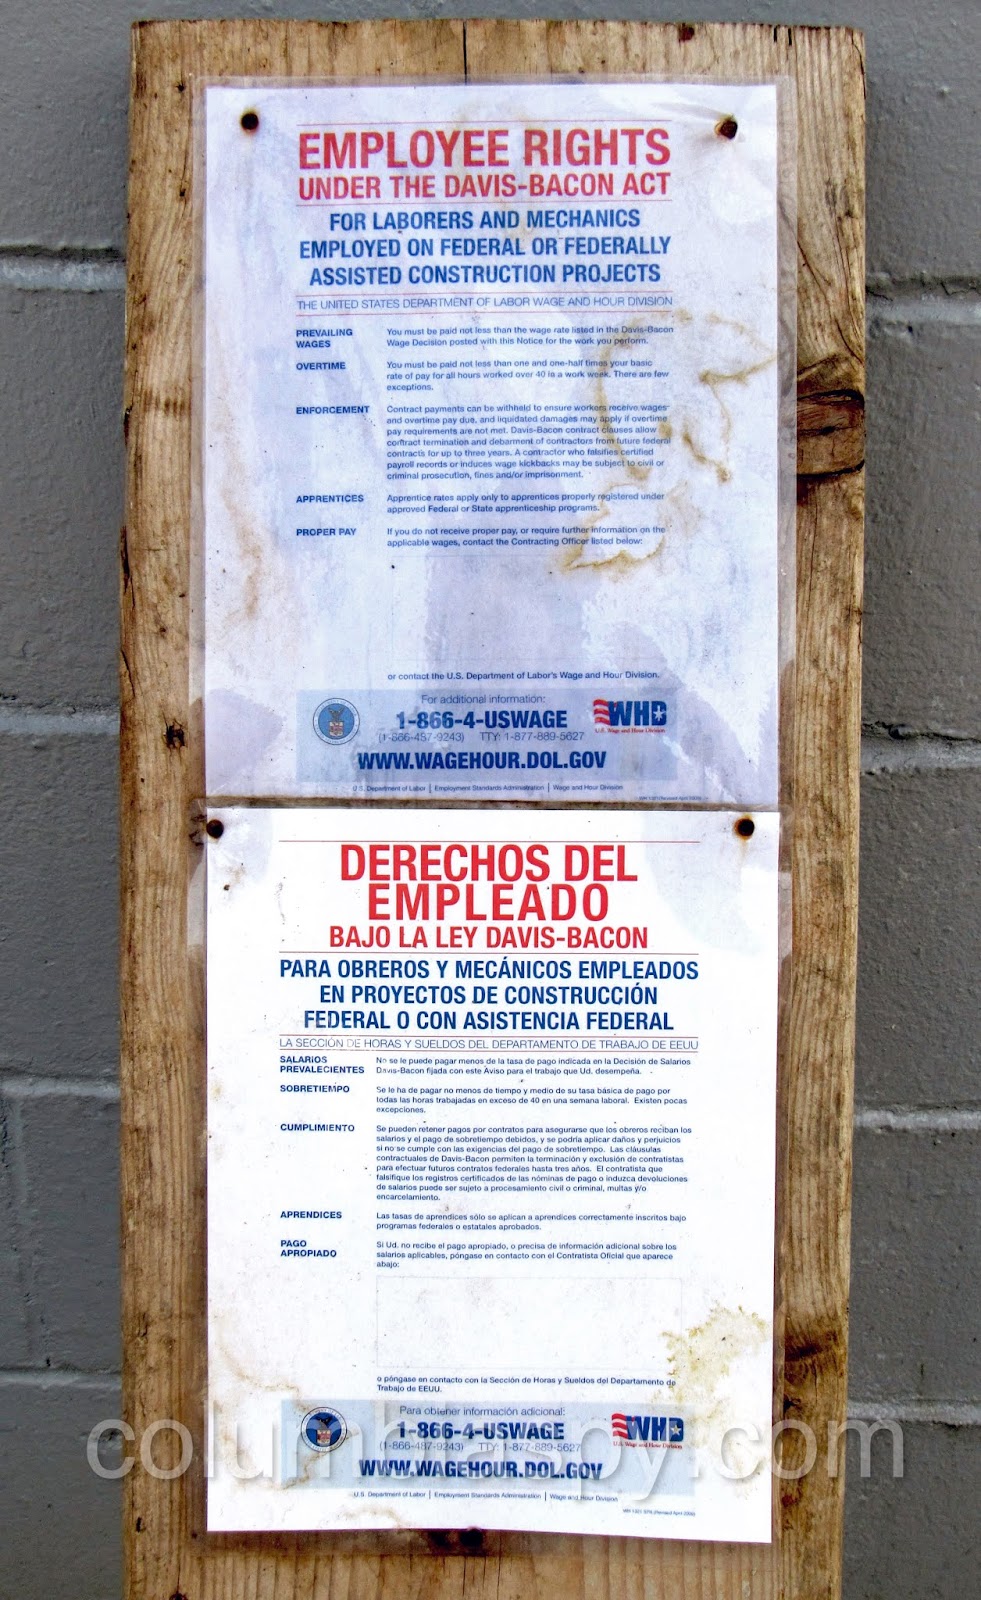 EMPLOYEE RIGHTS
UNDER THE DAVIS-BACON ACT
FOR LABORERS AND MECHANICS
EMPLOYED ON FEDERAL OR FEDERALLY
ASSISTED CONSTRUCTION PROJECTS
THE UNITED STATES DEPARTMENT OF LABOR WAGE AND HOUR DIVISION
PREVAILING
WAGES
You must be paid not less than the wage rate listed in the Davis-Bacon
Wage Decision posted with this Notice for the work you perform.
OVERTIME
You must be paid not less than one and one-half times your basic
rate of pay for all hours worked over 40 in a work week. There are few
exceptions.
ENFORCEMENT
Contract payments can be withheld to ensure workers receive wages
and overtime pay due, and liquidated damages may apply if overtime
pay requirements are not met. Davis-Bacon contract clauses allow
contract termination and debarment of contractors from future federal
contracts for up to three years. A contractor who falsifies certified
payroll records or induces wage kickbacks may be subject to civil or
criminal prosecution, fines and/or imprisonment.
APPRENTICES
Apprentice rates apply only to apprentices properly registered under
approved Federal or State apprenticeship programs.
PROPER PAY
If you do not receive proper pay, or require further information on the
applicable wages, contact the Contracting Officer listed below:
or contact the U.S. Department of Labor's Wage and Hour Division.
For additional information:
1-866-4-USWAGE
(1-866-487-9243) TTY: 1-877-889-5627
WWW.WAGEHOUR.DOL.GOV
WHD
U.S. Wage and Hour Division
U.S. Department of Labor | Employment Standards Administration | Wage and Hour Division
DERECHOS DEL
EMPLEADO
BAJO LA LEY DAVIS-BACON
PARA OBREROS Y MECÁNICOS EMPLEADOS
EN PROYECTOS DE CONSTRUCCIÓN
FEDERAL O CON ASISTENCIA FEDERAL
LA SECCIÓN DE HORAS Y SUELDOS DEL DEPARTAMENTO DE TRABAJO DE EEUU
SALARIOS
PREVALECIENTES
No se le puede pagar menos de la tasa de pago indicada en la Decisión de Salarios
Davis-Bacon fijada con este Aviso para el trabajo que Ud. desempeña.
SOBRETIEMPO
Se le ha de pagar no menos de tiempo y medio de su tasa básica de pago por
todas las horas trabajadas en exceso de 40 en una semana laboral. Existen pocas
excepciones.
CUMPLIMIENTO
Se pueden retener pagos por contratos para asegurarse que los obreros reciban los
salarios y el pago de sobretiempo debidos, y se podría aplicar daños y perjuicios
si no se cumple con las exigencias del pago de sobretiempo. Las cláusulas
contractuales de Davis-Bacon permiten la terminación y exclusión de contratistas
para efectuar futuros contratos federales hasta tres años. El contratista que
falsifique los registros certificados de las nóminas de pago o induzca devoluciones
de salarios puede ser sujeto a procesamiento civil o criminal, multas y/o
encarcelamiento.
APRENDICES
Las tasas de aprendices sólo se aplican a aprendices correctamente inscritos bajo
programas federales o estatales aprobados.
PAGO
APROPIADO
Si Ud. no recibe el pago apropiado, o precisa de información adicional sobre los
salarios aplicables, póngase en contacto con el Contratista Oficial que aparece
abajo:
o póngase en contacto con la Sección de Horas y Sueldos del Departamento de
Trabajo de EEUU.
Para obtener información adicional:
1-866-4-USWAGE
(1-866-487-9243) TTY: 1-877-889-5627
WWW.WAGEHOUR.DOL.GOV
WHD
U.S. Wage and Hour Division
U.S. Department of Labor | Employment Standards Administration | Wage and Hour Division